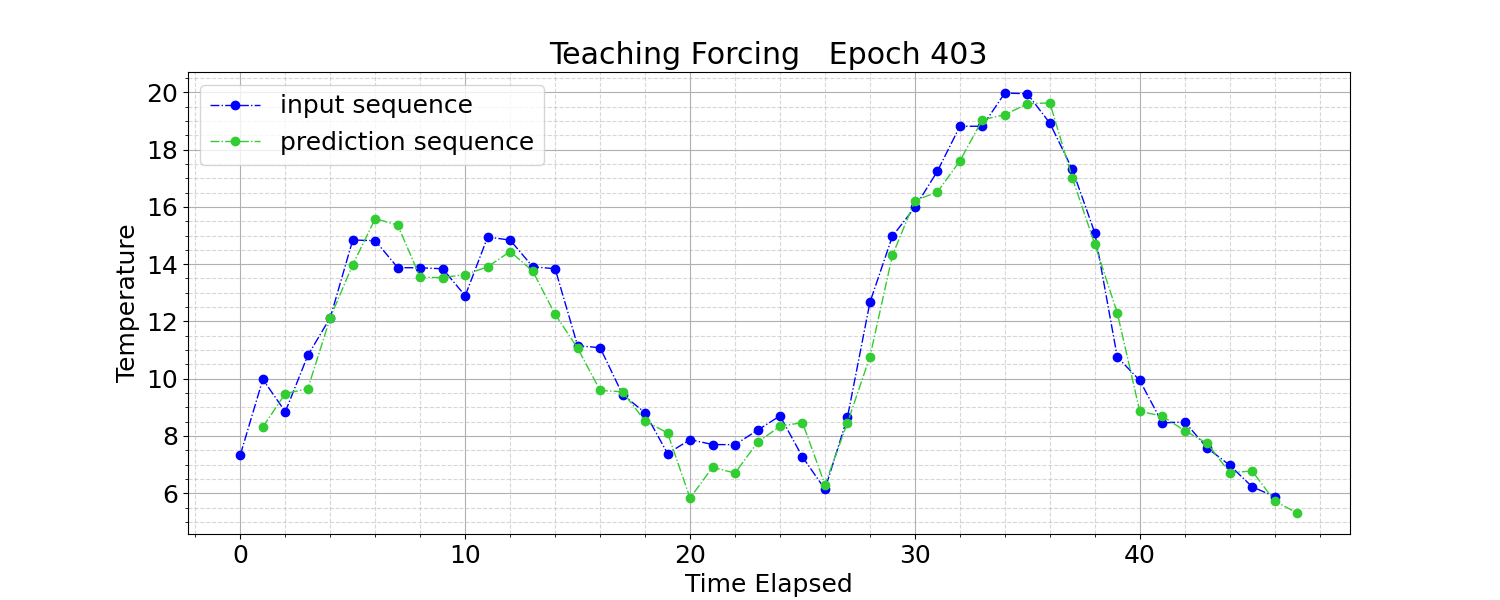 Teaching Forcing   Epoch 403
input sequence
prediction sequence
Temperature
20
18
16
14
12
10
8
6
0 10 20 30 40
Time Elapsed